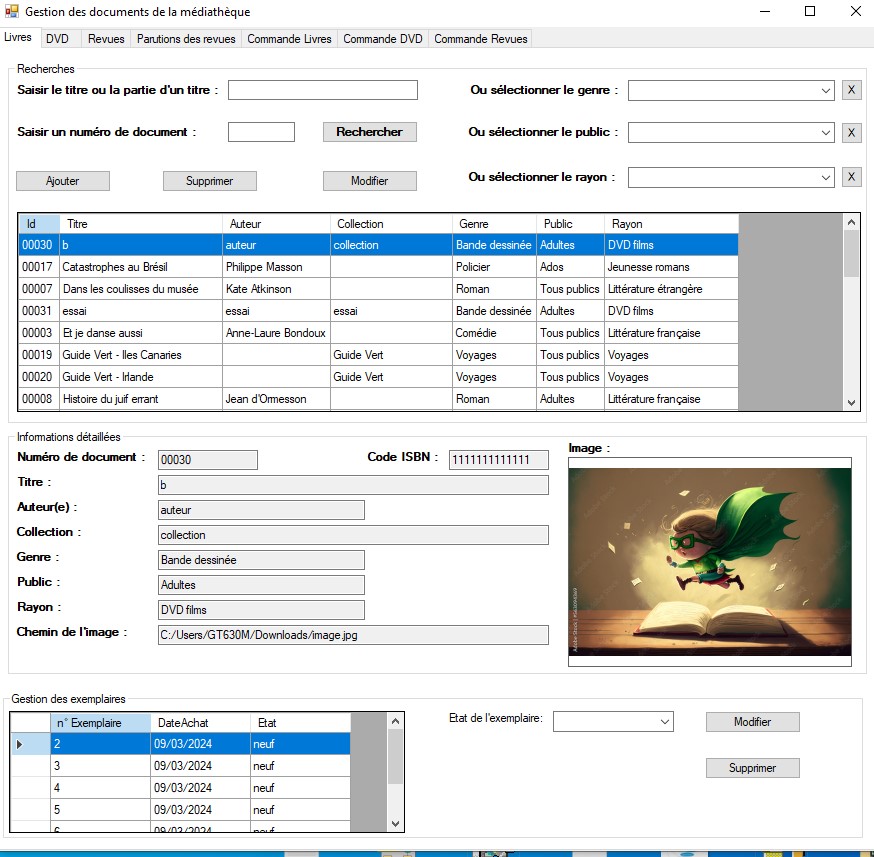 Gestion des documents de la médiathèque
Livres DVD Revues Parutions des revues Commande Livres Commande DVD Commande Revues
Recherches
Saisir le titre ou la partie d'un titre : Ou sélectionner le genre : X
Saisir un numéro de document : Rechercher Ou sélectionner le public : X
Ajouter Supprimer Modifier Ou sélectionner le rayon : X
Id Titre Auteur Collection Genre Public Rayon
00030 b auteur collection Bande dessinée Adultes DVD films
00017 Catastrophes au Brésil Philippe Masson Policier Ados Jeunesse romans
00007 Dans les coulisses du musée Kate Atkinson Roman Tous publics Littérature étrangère
00031 essai essai essai Bande dessinée Adultes DVD films
00003 Et je danse aussi Anne-Laure Bondoux Comédie Tous publics Littérature française
00019 Guide Vert - Iles Canaries Guide Vert Voyages Tous publics Voyages
00020 Guide Vert - Irlande Guide Vert Voyages Tous publics Voyages
00008 Histoire du juif errant Jean d'Ormesson Roman Adultes Littérature française
Informations détaillées
Numéro de document : 00030 Code ISBN : 1111111111111 Image :
Titre : b
Auteur(e) : auteur
Collection : collection
Genre : Bande dessinée
Public : Adultes
Rayon : DVD films
Chemin de l'image : C:/Users/GT630M/Downloads/image.jpg
Adobe Stock
Gestion des exemplaires
n° Exemplaire DateAchat Etat Etat de l'exemplaire: Modifier
2 09/03/2024 neuf
3 09/03/2024 neuf Supprimer
4 09/03/2024 neuf
5 09/03/2024 neuf
6 09/03/2024 neuf